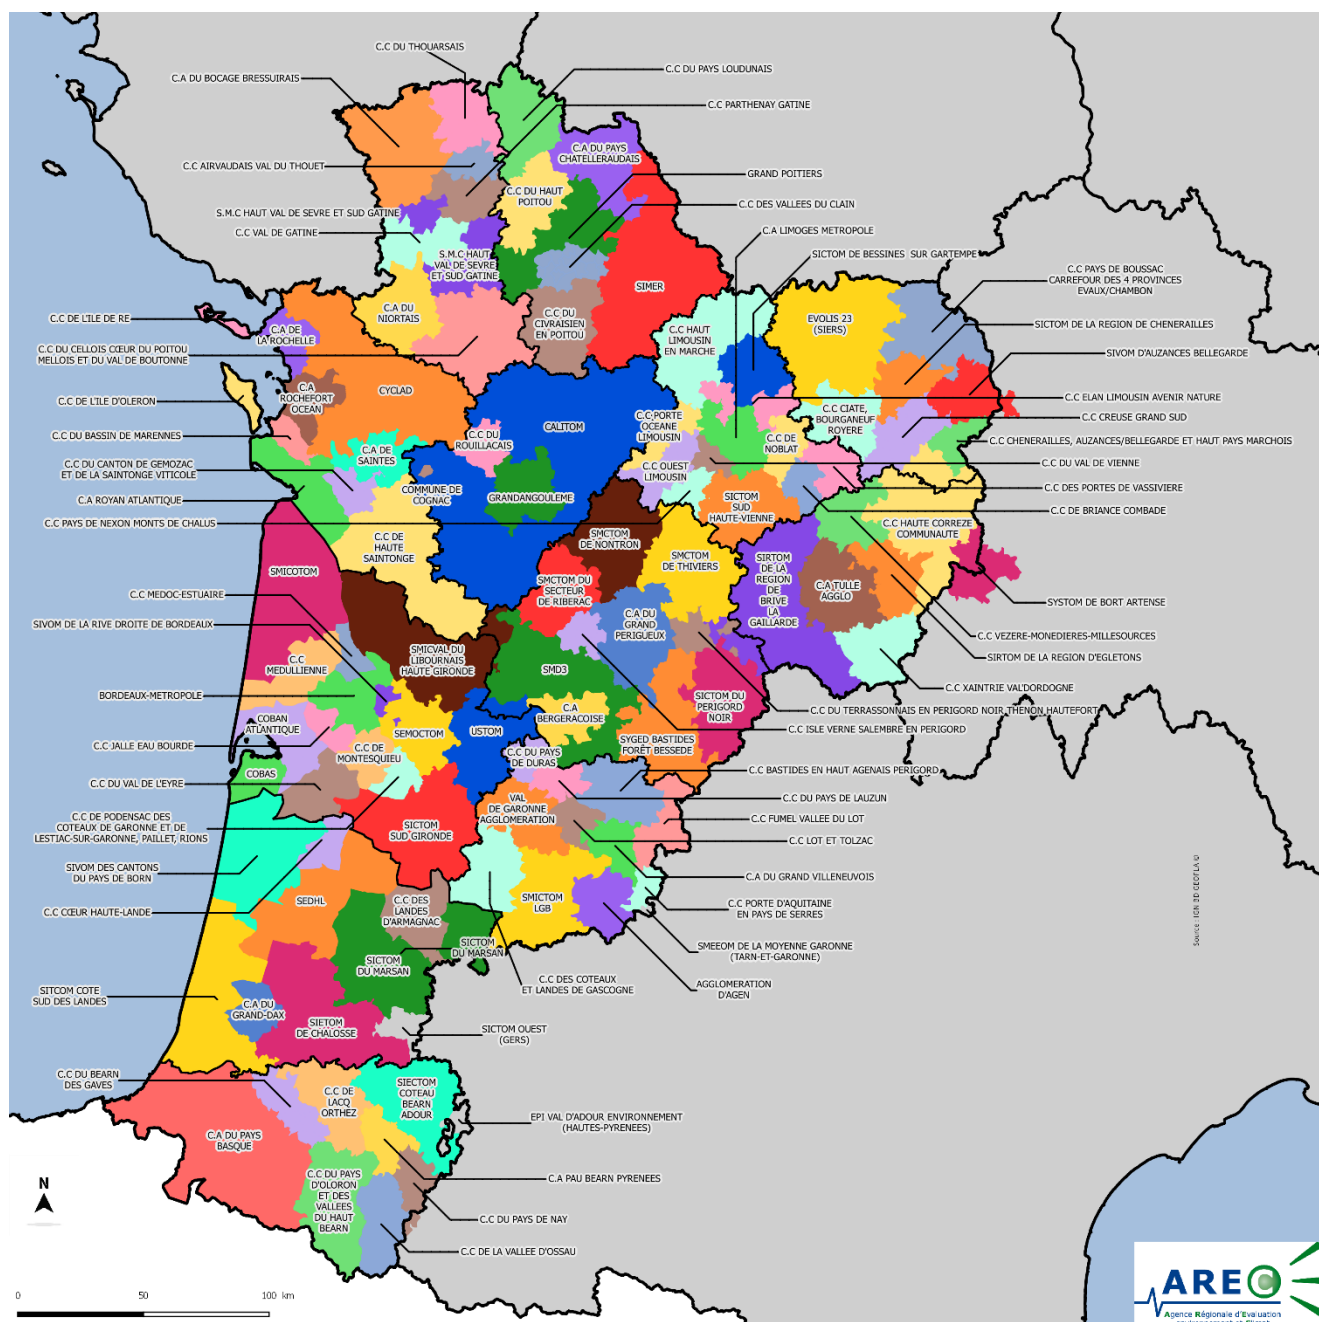 C.C DU THOUARSAIS
C.A DU BOCAGE BRESSUIRAIS
C.C DU PAYS LOUDUNAIS
C.C PARTHENAY GATINE
C.C AIRVAUDAIS VAL DU THOUET
C.A DU PAYS
CHATELLERAUDAIS
GRAND POITIERS
C.C DU HAUT
POITOU
C.C DES VALLEES DU CLAIN
S.M.C HAUT VAL DE SEVRE ET SUD GATINE
C.C VAL DE GATINE
C.A LIMOGES METROPOLE
S.M.C HAUT
VAL DE SEVRE
ET SUD GATINE
SICTOM DE BESSINES  SUR GARTEMPE
C.C PAYS DE BOUSSAC
CARREFOUR DES 4 PROVINCES
EVAUX/CHAMBON
SIMER
C.A DU
NIORTAIS
C.C DE L'ILE DE RE
C.A DE
LA ROCHELLE
C.C DU
CIVRAISIEN
EN POITOU
C.C HAUT
LIMOUSIN
EN MARCHE
EVOLIS 23
(SIERS)
SICTOM DE LA REGION DE CHENERAILLES
C.C DU CELLOIS CŒUR DU POITOU
MELLOIS ET DU VAL DE BOUTONNE
SIVOM D'AUZANCES BELLEGARDE
C.A
ROCHEFORT
OCEAN
CYCLAD
C.C DE L'ILE D'OLERON
C.C ELAN LIMOUSIN AVENIR NATURE
C.C CREUSE GRAND SUD
C.C PORTE
OCEANE
LIMOUSIN
CALITOM
C.C CIATE,
BOURGANEUF
ROYERE
C.C DU
ROUILLACAIS
C.C DE
NOBLAT
C.C CHENERAILLES, AUZANCES/BELLEGARDE ET HAUT PAYS MARCHOIS
C.C DU BASSIN DE MARENNES
C.A DE
SAINTES
C.C DU VAL DE VIENNE
C.C DU CANTON DE GEMOZAC
ET DE LA SAINTONGE VITICOLE
C.C OUEST
LIMOUSIN
COMMUNE DE
COGNAC
GRANDANGOULEME
C.C DES PORTES DE VASSIVIERE
C.A ROYAN ATLANTIQUE
SICTOM
SUD
HAUTE-VIENNE
C.C DE BRIANCE COMBADE
C.C PAYS DE NEXON MONTS DE CHALUS
C.C HAUTE CORREZE
COMMUNAUTE
C.C DE
HAUTE
SAINTONGE
SMCTOM
DE NONTRON
SMCTOM
DE THIVIERS
SIRTOM
DE LA
REGION
DE
BRIVE
LA
GAILLARDE
SMICOTOM
SMCTOM DU
SECTEUR
DE RIBERAC
C.A TULLE
AGGLO
C.C MEDOC-ESTUAIRE
SYSTOM DE BORT ARTENSE
C.A DU
GRAND
PERIGUEUX
SIVOM DE LA RIVE DROITE DE BORDEAUX
C.C VEZERE-MONEDIERES-MILLESOURCES
SMICVAL DU
LIBOURNAIS
HAUTE GIRONDE
SIRTOM DE LA REGION D'EGLETONS
C.C
MEDULLIENNE
SMD3
C.C XAINTRIE VAL'DORDOGNE
BORDEAUX-METROPOLE
SICTOM DU
PERIGORD
NOIR
C.C DU TERRASSONNAIS EN PERIGORD NOIR THENON HAUTEFORT
C.A
BERGERACOISE
COBAN
ATLANTIQUE
SEMOCTOM
USTOM
C.C ISLE VERNE SALEMBRE EN PERIGORD
C.C JALLE EAU BOURDE
SYGED BASTIDES
FORÊT BESSEDE
C.C DE
MONTESQUIEU
C.C DU PAYS
DE DURAS
C.C BASTIDES EN HAUT AGENAIS PERIGORD
COBAS
C.C DU VAL DE L'EYRE
C.C DU PAYS DE LAUZUN
VAL
DE GARONNE
AGGLOMERATION
C.C DE PODENSAC DES
COTEAUX DE GARONNE ET DE
LESTIAC-SUR-GARONNE, PAILLET, RIONS
C.C FUMEL VALLEE DU LOT
SICTOM
SUD GIRONDE
C.C LOT ET TOLZAC
SIVOM DES CANTONS
DU PAYS DE BORN
C.A DU GRAND VILLENEUVOIS
SEDHL
C.C DES
LANDES
D'ARMAGNAC
SMICTOM
LGB
C.C PORTE D'AQUITAINE
EN PAYS DE SERRES
C.C CŒUR HAUTE-LANDE
SICTOM
DU MARSAN
SICTOM
DU MARSAN
SMEEOM DE LA MOYENNE GARONNE
(TARN-ET-GARONNE)
C.C DES COTEAUX
ET LANDES DE GASCOGNE
AGGLOMERATION
D'AGEN
SITCOM COTE
SUD DES LANDES
C.A DU
GRAND-DAX
SIETOM
DE CHALOSSE
SICTOM OUEST
(GERS)
C.C DU BEARN
DES GAVES
C.C DE
LACQ
ORTHEZ
SIECTOM
COTEAU
BEARN
ADOUR
EPI VAL D'ADOUR ENVIRONNEMENT
(HAUTES-PYRENEES)
C.A DU PAYS
BASQUE
C.C DU PAYS
D'OLORON
ET DES
VALLEES
DU HAUT
BEARN
C.A PAU BEARN PYRENEES
C.C DU PAYS DE NAY
C.C DE LA VALLEE D'OSSAU
Source : IGN BD GEOFLA ©
N
0 50 100 km
AREC
Agence Régionale d'Evaluation
environnement et Climat